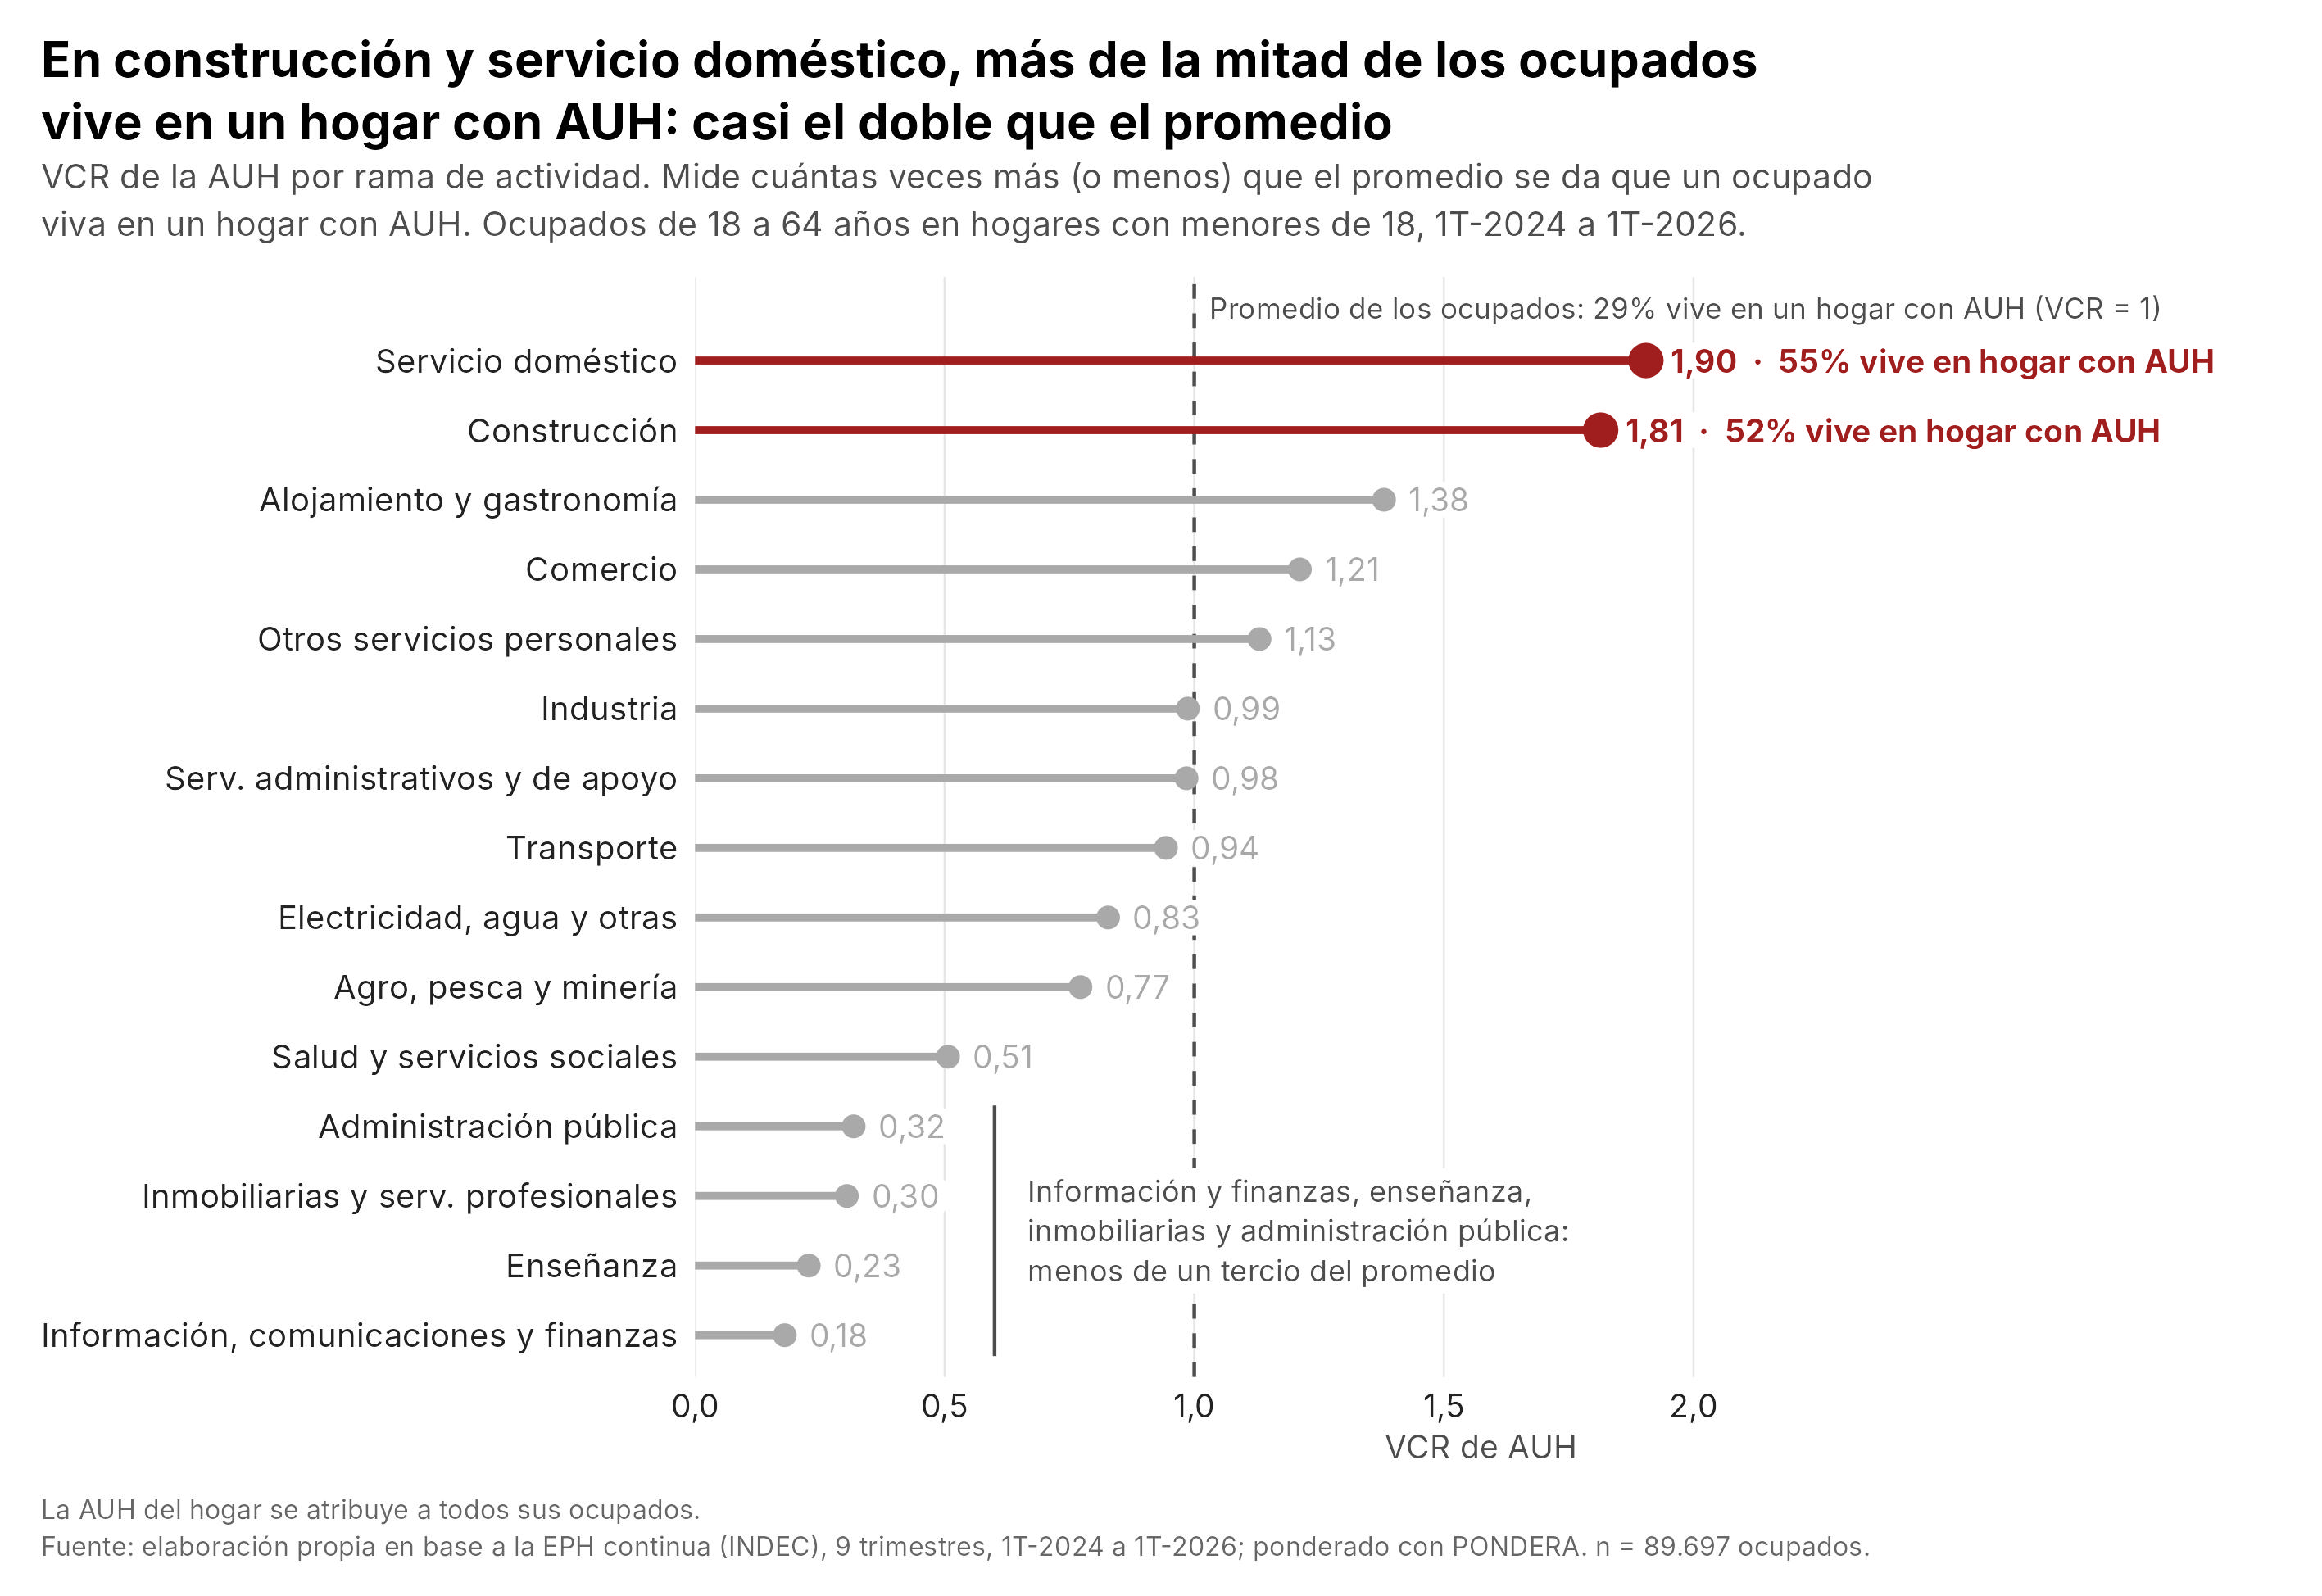 En construcción y servicio doméstico, más de la mitad de los ocupados
vive en un hogar con AUH: casi el doble que el promedio
VCR de la AUH por rama de actividad. Mide cuántas veces más (o menos) que el promedio se da que un ocupado
viva en un hogar con AUH. Ocupados de 18 a 64 años en hogares con menores de 18, 1T-2024 a 1T-2026.
Promedio de los ocupados: 29% vive en un hogar con AUH (VCR = 1)
Servicio doméstico 1,90 · 55% vive en hogar con AUH
Construcción 1,81 · 52% vive en hogar con AUH
Alojamiento y gastronomía 1,38
Comercio 1,21
Otros servicios personales 1,13
Industria 0,99
Serv. administrativos y de apoyo 0,98
Transporte 0,94
Electricidad, agua y otras 0,83
Agro, pesca y minería 0,77
Salud y servicios sociales 0,51
Administración pública 0,32
Inmobiliarias y serv. profesionales 0,30
Enseñanza 0,23
Información, comunicaciones y finanzas 0,18
Información y finanzas, enseñanza,
inmobiliarias y administración pública:
menos de un tercio del promedio
0,0 0,5 1,0 1,5 2,0
VCR de AUH
La AUH del hogar se atribuye a todos sus ocupados.
Fuente: elaboración propia en base a la EPH continua (INDEC), 9 trimestres, 1T-2024 a 1T-2026; ponderado con PONDERA. n = 89.697 ocupados.